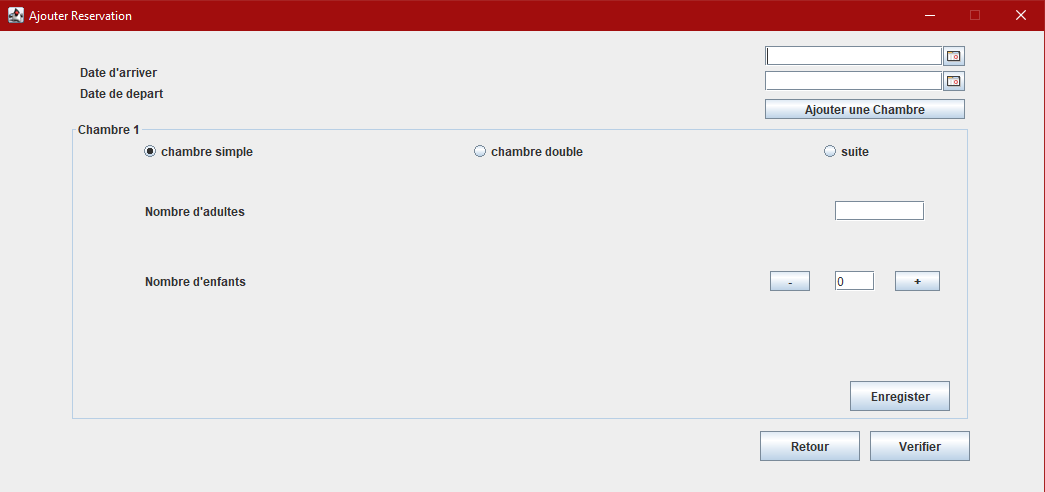 Ajouter Reservation
Date d'arriver
Date de depart
Ajouter une Chambre
Chambre 1
chambre simple chambre double suite
Nombre d'adultes
Nombre d'enfants - 0 +
Enregister
Retour Verifier